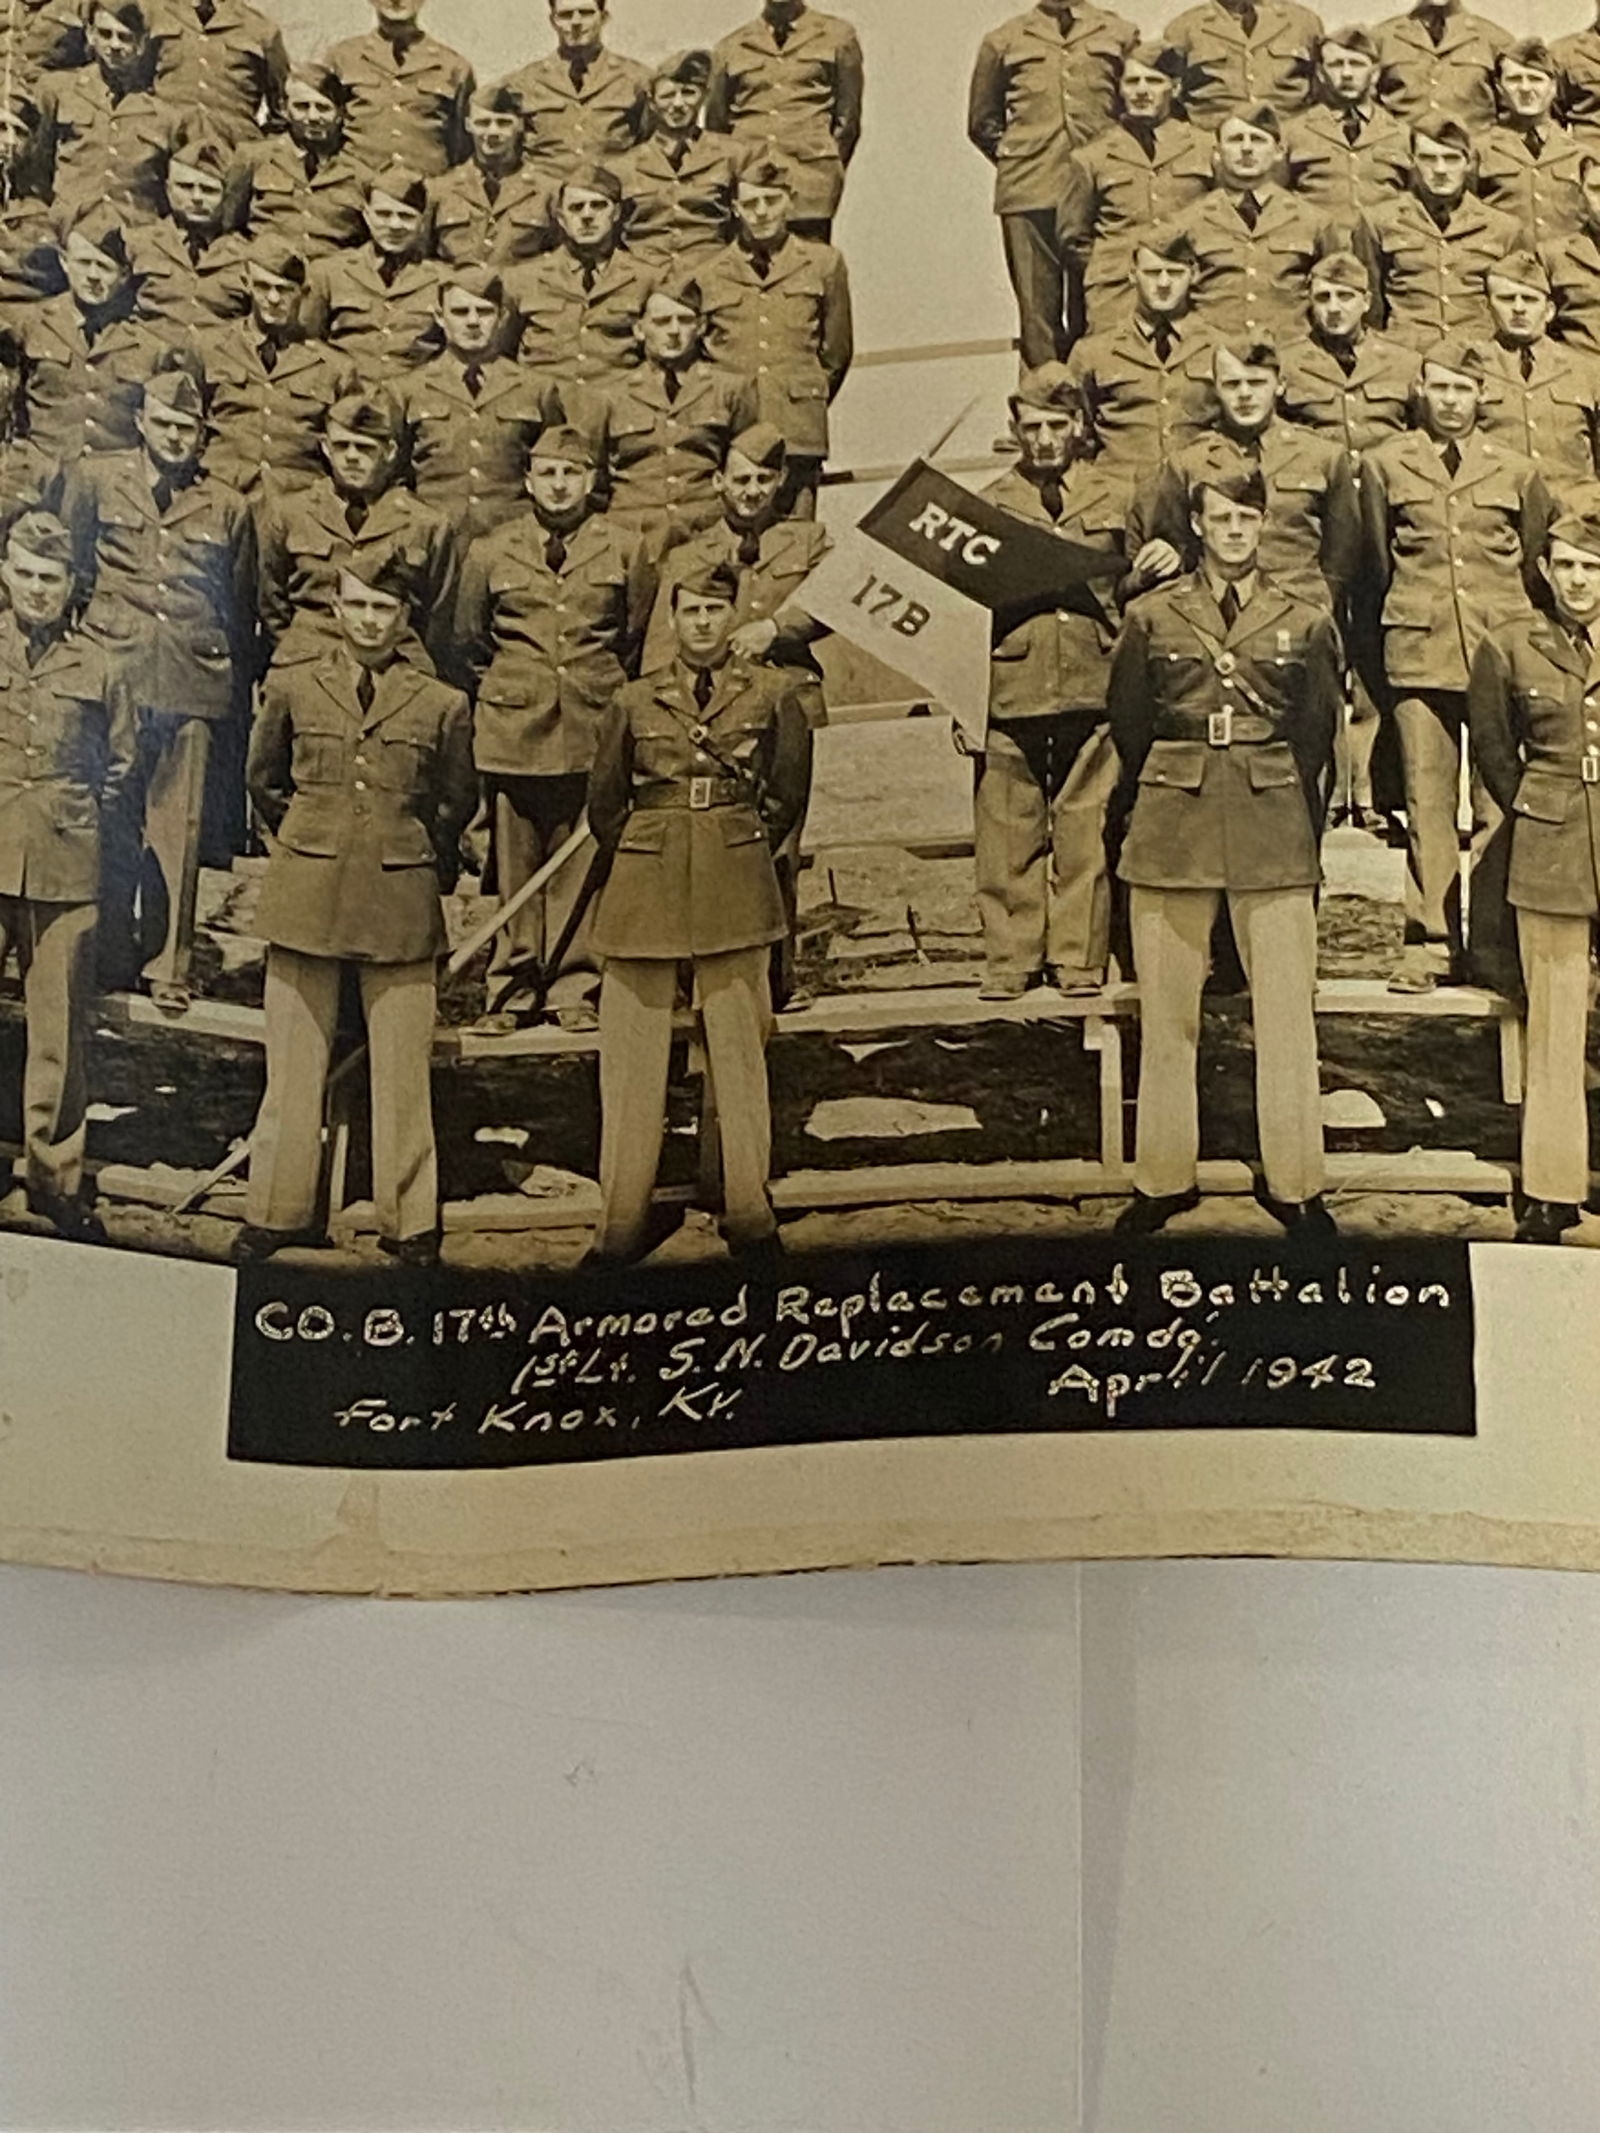 RTC
17B
CO. B. 17th Armored Replacement Battalion
1st Lt. S. N. Davidson Comdg.
Fort Knox, Ky. April 1942